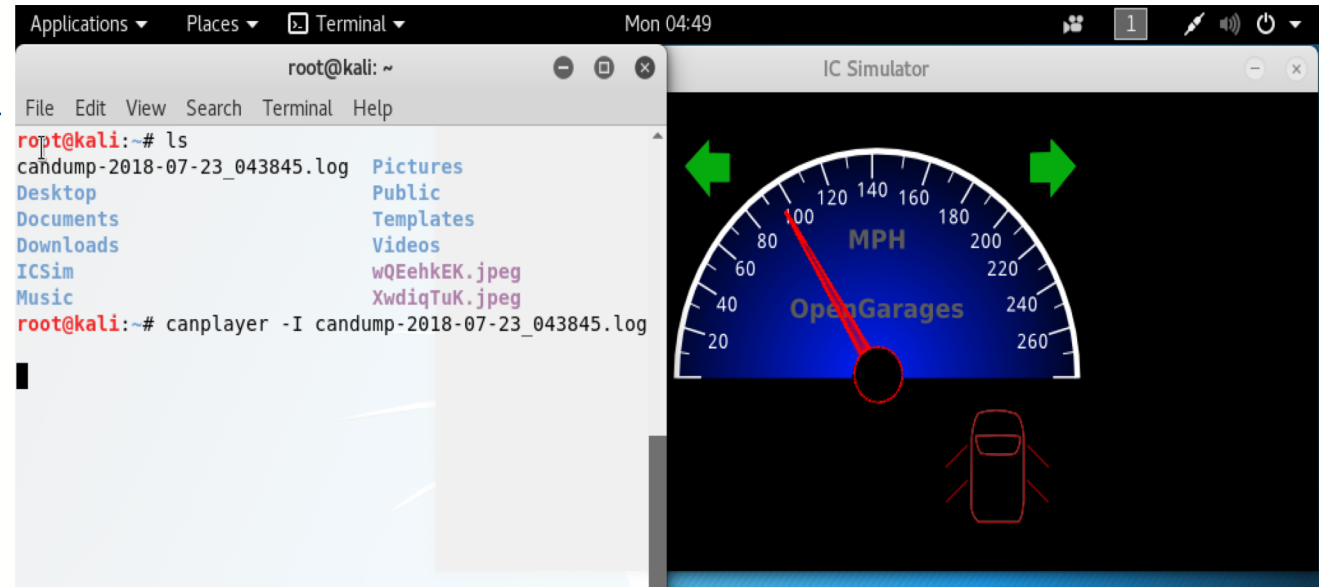 Applications Places Terminal Mon 04:49 1
root@kali: ~
File Edit View Search Terminal Help
root@kali:~# ls
candump-2018-07-23_043845.log Pictures
Desktop Public
Documents Templates
Downloads Videos
ICSim wQEehkEK.jpeg
Music XwdiqTuK.jpeg
root@kali:~# canplayer -I candump-2018-07-23_043845.log
IC Simulator
120 140 160
100 180
80 MPH 200
60 220
40 OpenGarages 240
20 260